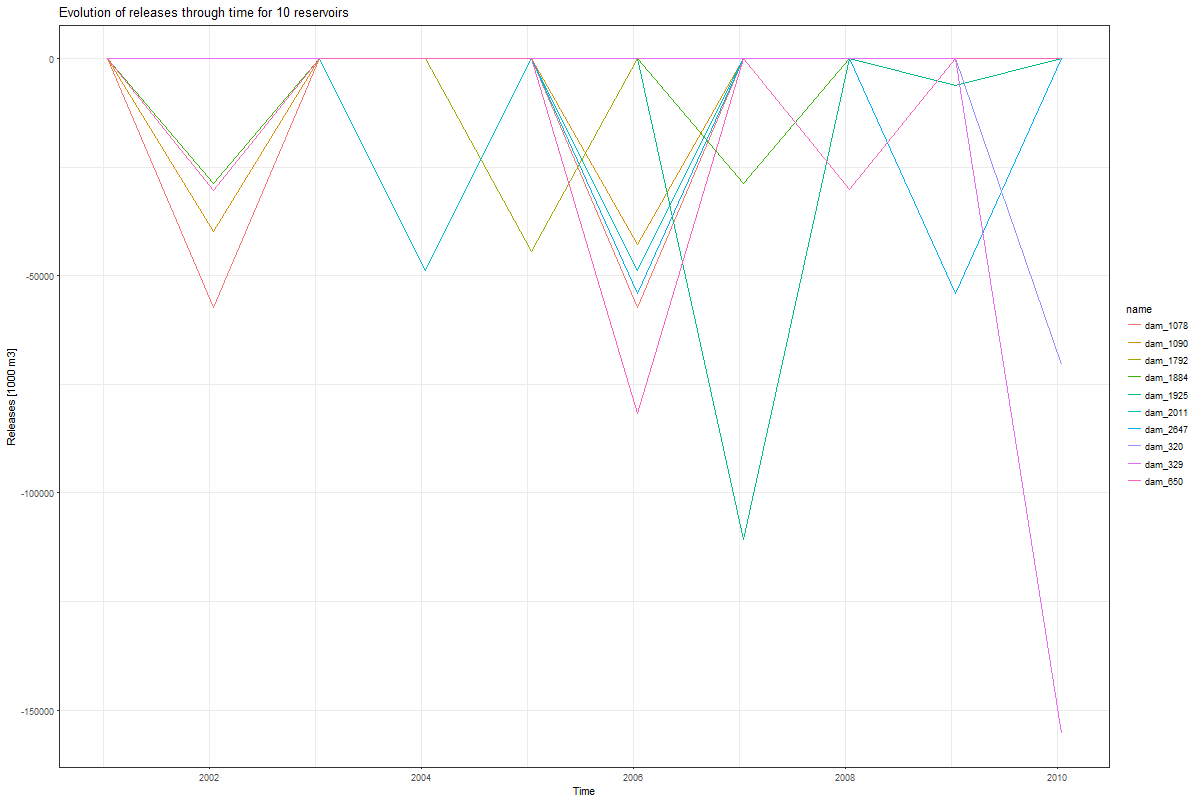 Evolution of releases through time for 10 reservoirs
0
-50000
-100000
-150000
Releases [1000 m3]
2002
2004
2006
2008
2010
Time
name
dam_1078
dam_1090
dam_1792
dam_1884
dam_1925
dam_2011
dam_2647
dam_320
dam_329
dam_650